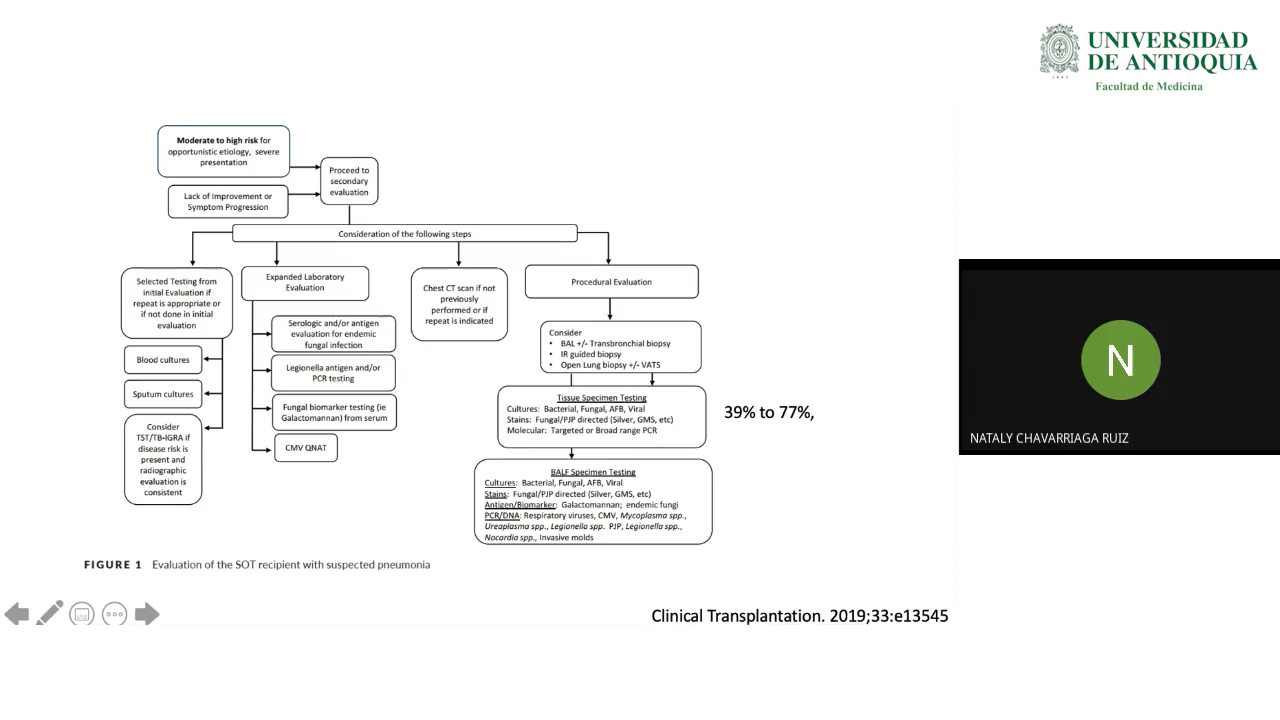 UNIVERSIDAD
DE ANTIOQUIA
Facultad de Medicina
Moderate to high risk for
opportunistic etiology, severe
presentation
Lack of Improvement or
Symptom Progression
Proceed to
secondary
evaluation
Consideration of the following steps
Selected Testing from
initial Evaluation if
repeat is appropriate or
if not done in initial
evaluation
Blood cultures
Sputum cultures
Consider
TST/TB-IGRA if
disease risk is
present and
radiographic
evaluation is
consistent
Expanded Laboratory
Evaluation
Serologic and/or antigen
evaluation for endemic
fungal infection
Legionella antigen and/or
PCR testing
Fungal biomarker testing (ie
Galactomannan) from serum
CMV QNAT
Chest CT scan if not
previously
performed or if
repeat is indicated
Procedural Evaluation
Consider
• BAL +/- Transbronchial biopsy
• IR guided biopsy
• Open Lung biopsy +/- VATS
Tissue Specimen Testing
Cultures: Bacterial, Fungal, AFB, Viral
Stains: Fungal/PJP directed (Silver, GMS, etc)
Molecular: Targeted or Broad range PCR
BALF Specimen Testing
Cultures: Bacterial, Fungal, AFB, Viral
Stains: Fungal/PJP directed (Silver, GMS, etc)
Antigen/Biomarker: Galactomannan; endemic fungi
PCR/DNA: Respiratory viruses, CMV, Mycoplasma spp.,
Ureaplasma spp., Legionella spp. PJP, Legionella spp.,
Nocardia spp., Invasive molds
39% to 77%,
FIGURE 1 Evaluation of the SOT recipient with suspected pneumonia
Clinical Transplantation. 2019;33:e13545
N
NATALY CHAVARRIAGA RUIZ